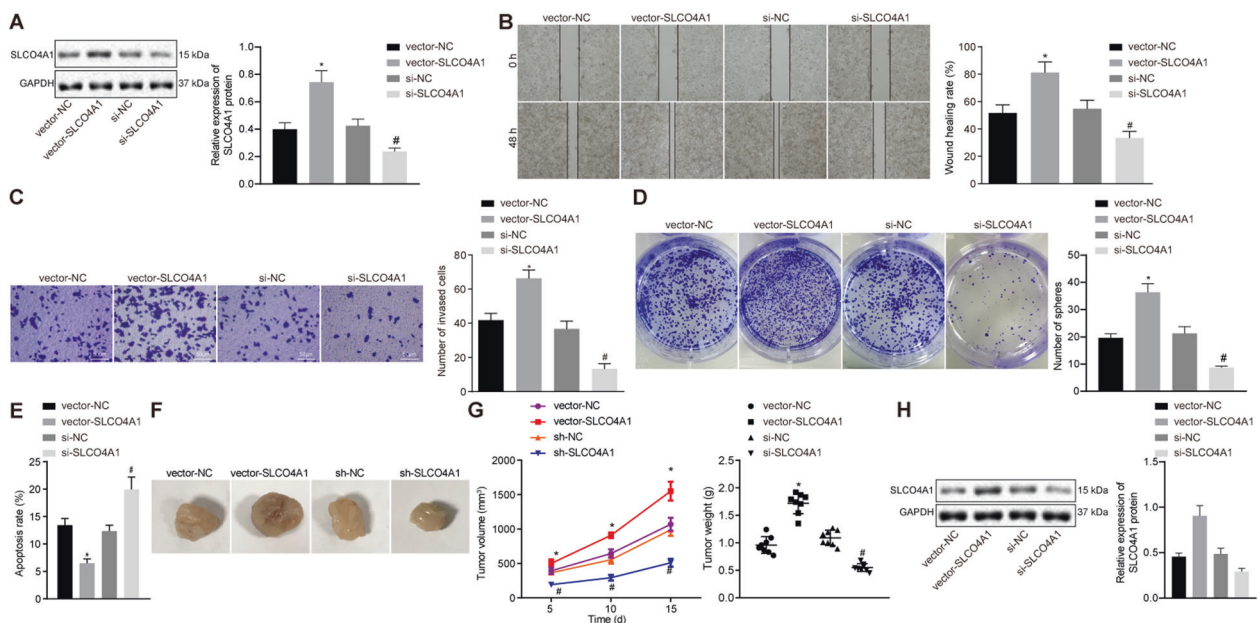 A
SLCO4A1
15 kDa
GAPDH
37 kDa
vector-NC
vector-SLCO4A1
si-NC
si-SLCO4A1
Relative expression of
SLCO4A1 protein
1.0
0.8
0.6
0.4
0.2
0.0
*
#
vector-NC
vector-SLCO4A1
si-NC
si-SLCO4A1
B
vector-NC
vector-SLCO4A1
si-NC
si-SLCO4A1
0 h
48 h
Wound healing rate (%)
100
80
60
40
20
0
*
#
vector-NC
vector-SLCO4A1
si-NC
si-SLCO4A1
C
vector-NC
vector-SLCO4A1
si-NC
si-SLCO4A1
vector-NC
vector-SLCO4A1
si-NC
si-SLCO4A1
Number of invased cells
80
60
40
20
0
*
#
D
vector-NC
vector-SLCO4A1
si-NC
si-SLCO4A1
vector-NC
vector-SLCO4A1
si-NC
si-SLCO4A1
Number of spheres
50
40
30
20
10
0
*
#
E
vector-NC
vector-SLCO4A1
si-NC
si-SLCO4A1
Apoptosis rate (%)
25
20
15
10
5
0
*
#
F
vector-NC
vector-SLCO4A1
sh-NC
sh-SLCO4A1
G
vector-NC
vector-SLCO4A1
sh-NC
sh-SLCO4A1
Tumor volume (mm³)
2000
1500
1000
500
0
*
*
*
#
#
#
5
10
15
Time (d)
vector-NC
vector-SLCO4A1
si-NC
si-SLCO4A1
Tumor weight (g)
2.5
2.0
1.5
1.0
0.5
0.0
*
#
H
SLCO4A1
15 kDa
GAPDH
37 kDa
vector-NC
vector-SLCO4A1
si-NC
si-SLCO4A1
vector-NC
vector-SLCO4A1
si-NC
si-SLCO4A1
Relative expression of
SLCO4A1 protein
1.5
1.0
0.5
0.0